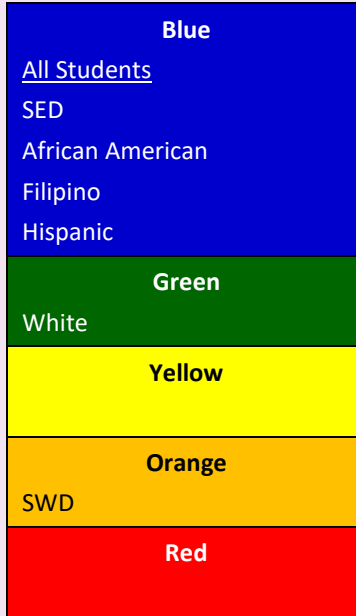 Blue
All Students
SED
African American
Filipino
Hispanic
Green
White
Yellow
Orange
SWD
Red